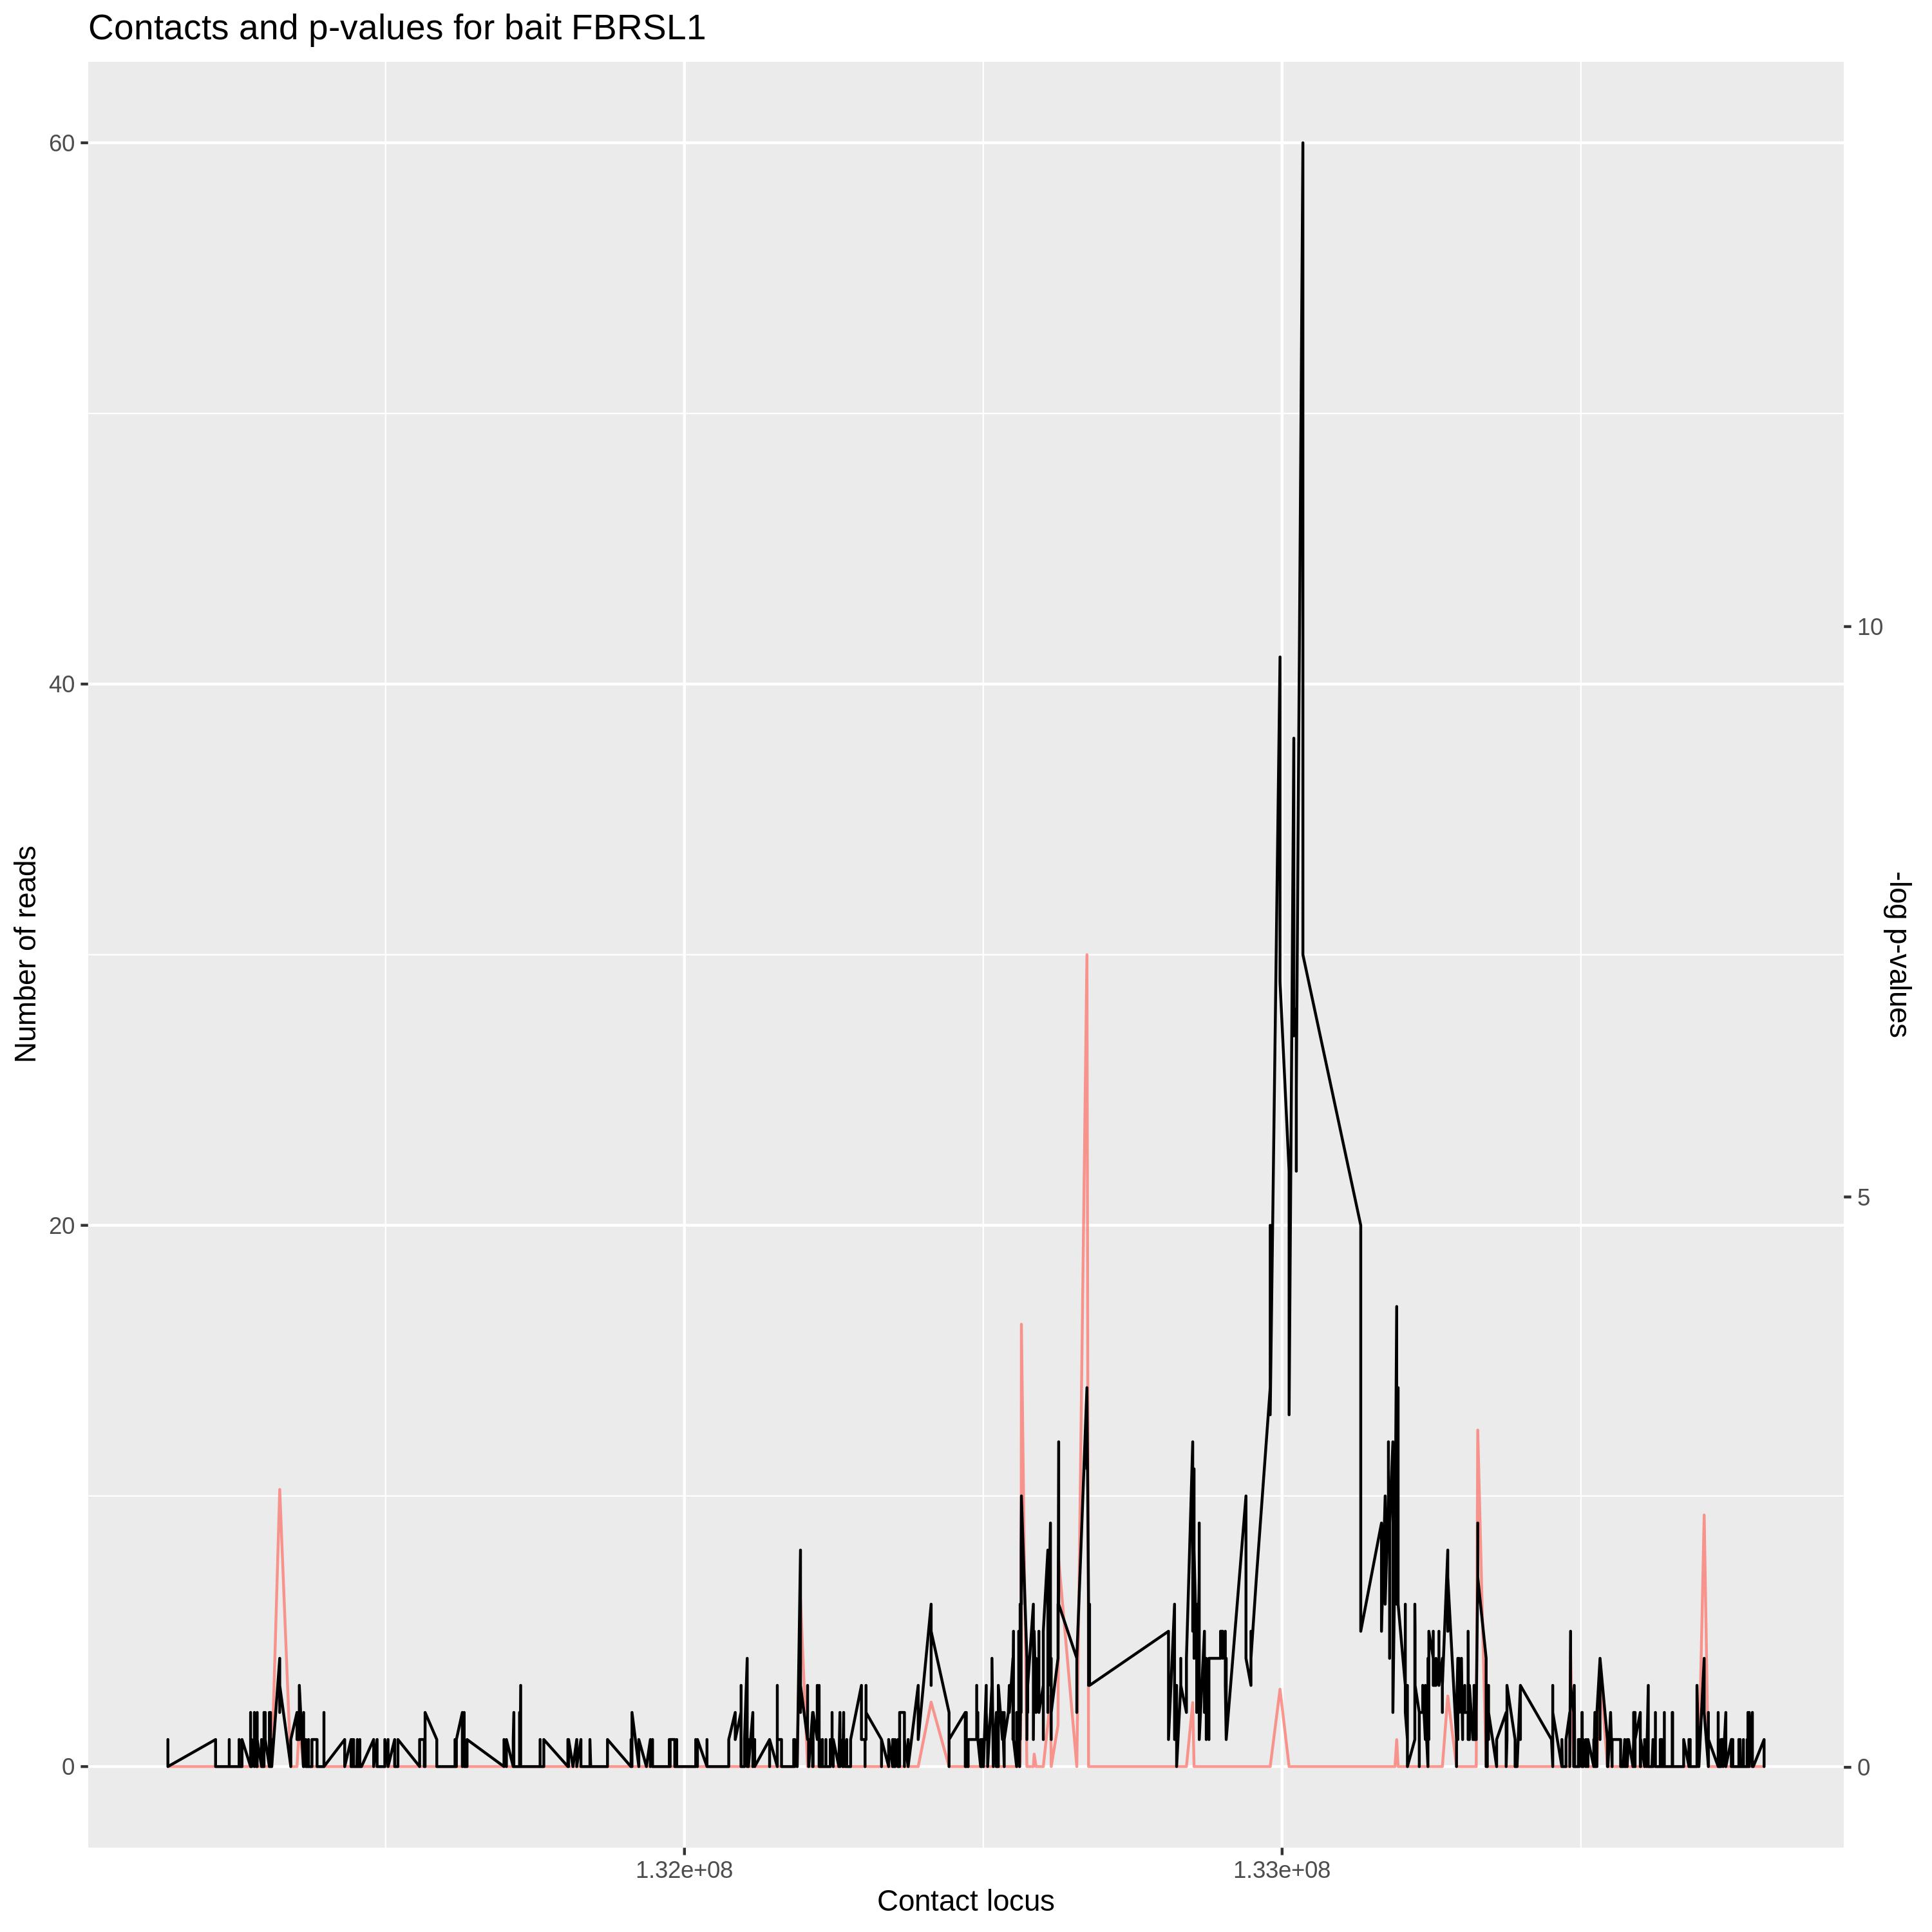 Contacts and p-values for bait FBRSL1
60
40
20
0
Number of reads
10
5
0
-log p-values
1.32e+08
1.33e+08
Contact locus